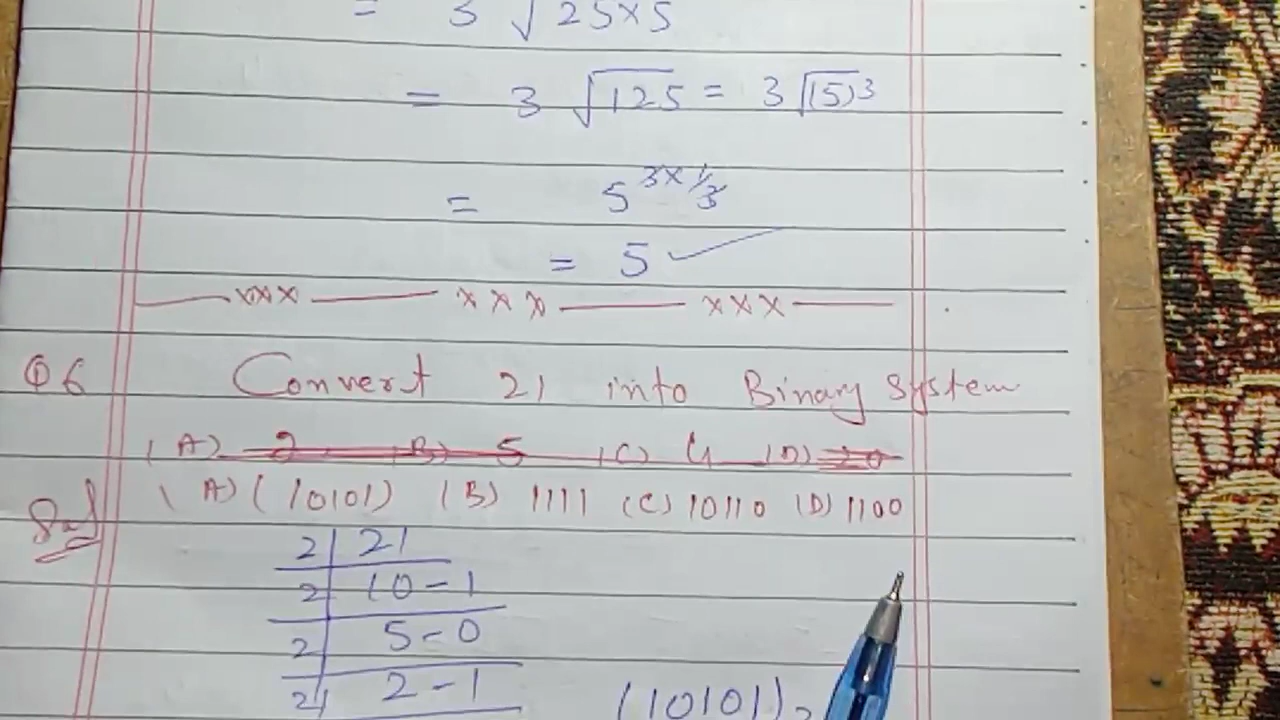 = 3 √25×5
= 3 √125 = 3 √(5)3
= 5 3×1/3
= 5 ✓
xxx xxx xxx
Q6 Convert 21 into Binary System
(A) 2 (B) 5 (C) 4 (D) 20
(A) (10101) (B) 1111 (C) 10110 (D) 1100
Sol
2 21
2 10-1
2 5-0
2 2-1 (10101)2